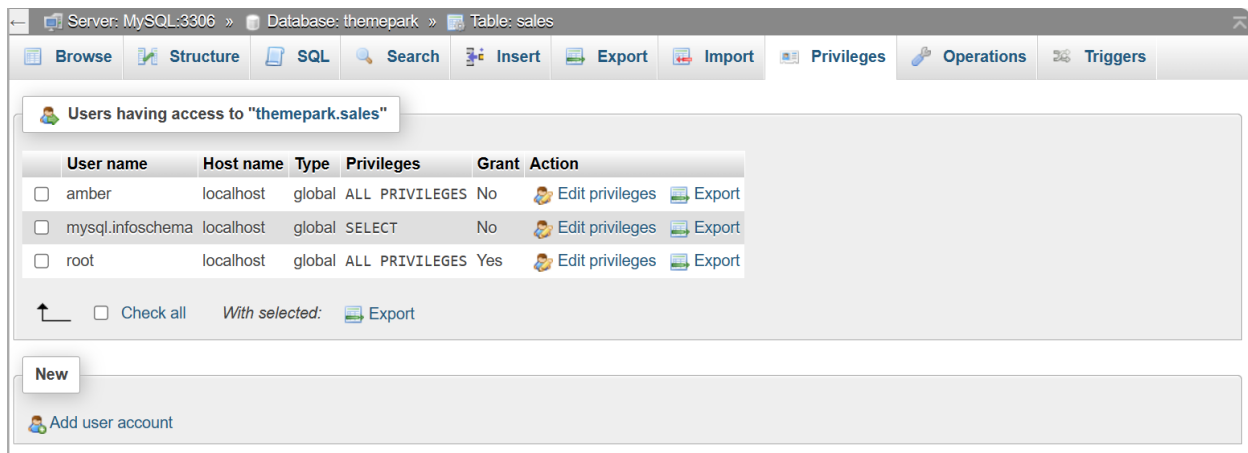 Server: MySQL:3306 » Database: themepark » Table: sales
Browse Structure SQL Search Insert Export Import Privileges Operations Triggers
Users having access to "themepark.sales"
User name Host name Type Privileges Grant Action
amber localhost global ALL PRIVILEGES No Edit privileges Export
mysql.infoschema localhost global SELECT No Edit privileges Export
root localhost global ALL PRIVILEGES Yes Edit privileges Export
Check all With selected: Export
New
Add user account